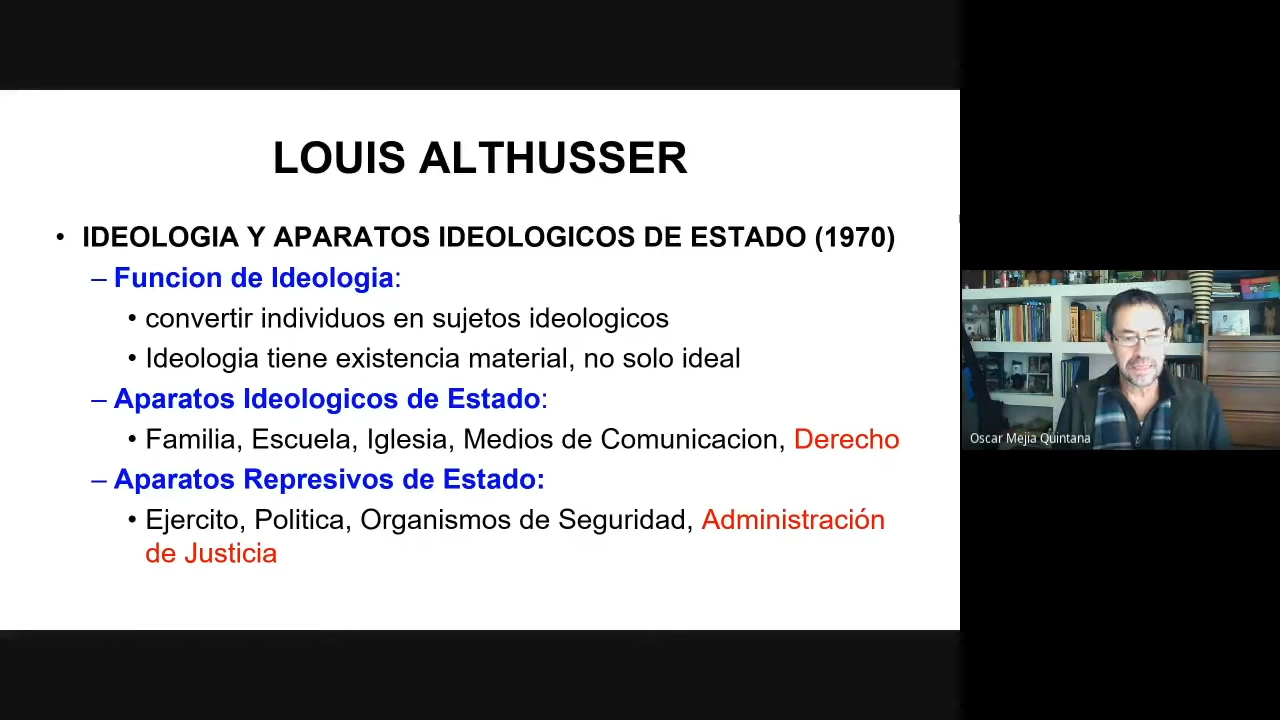 LOUIS ALTHUSSER
• IDEOLOGIA Y APARATOS IDEOLOGICOS DE ESTADO (1970)
– Funcion de Ideologia:
• convertir individuos en sujetos ideologicos
• Ideologia tiene existencia material, no solo ideal
– Aparatos Ideologicos de Estado:
• Familia, Escuela, Iglesia, Medios de Comunicacion, Derecho
– Aparatos Represivos de Estado:
• Ejercito, Politica, Organismos de Seguridad, Administración
de Justicia
Oscar Mejia Quintana